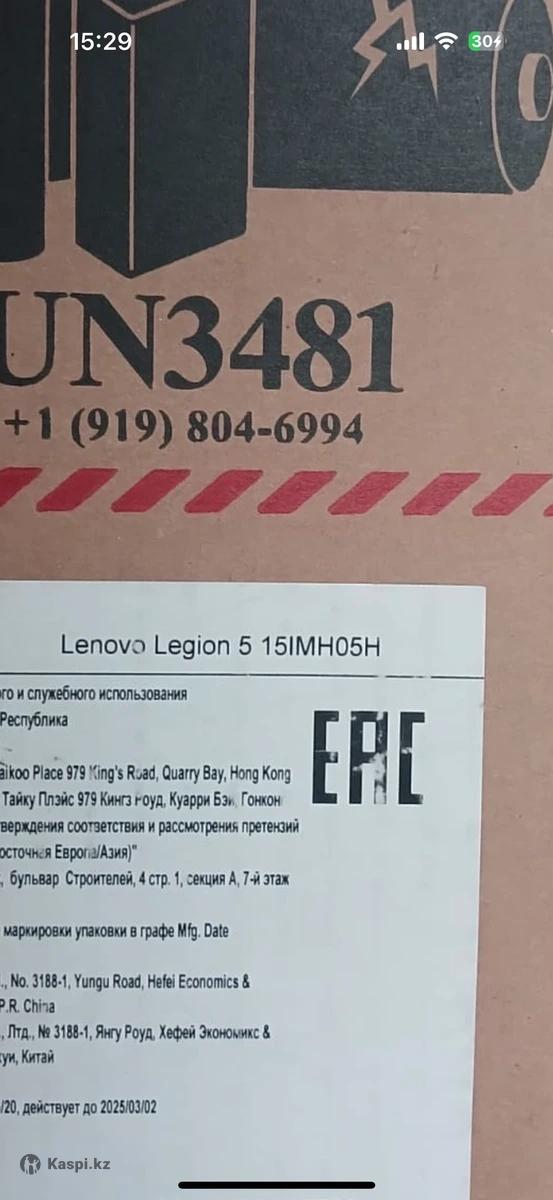 15:29
30
UN3481
+1 (919) 804-6994
Lenovo Legion 5 15IMH05H
ого и служебного использования
Республика
EAC
aikoo Place 979 King's Road, Quarry Bay, Hong Kong
Тайку Плэйс 979 Кингз Роуд, Куарри Бэй, Гонкон
верждения соответствия и рассмотрения претензий
осточная Европа/Азия)"
, бульвар Строителей, 4 стр. 1, секция А, 7-й этаж
маркировки упаковки в графе Mfg. Date
., No. 3188-1, Yungu Road, Hefei Economics &
P.R. China
., Лтд., № 3188-1, Янгу Роуд, Хефей Экономикс &
уи, Китай
/20, действует до 2025/03/02
Kaspi.kz